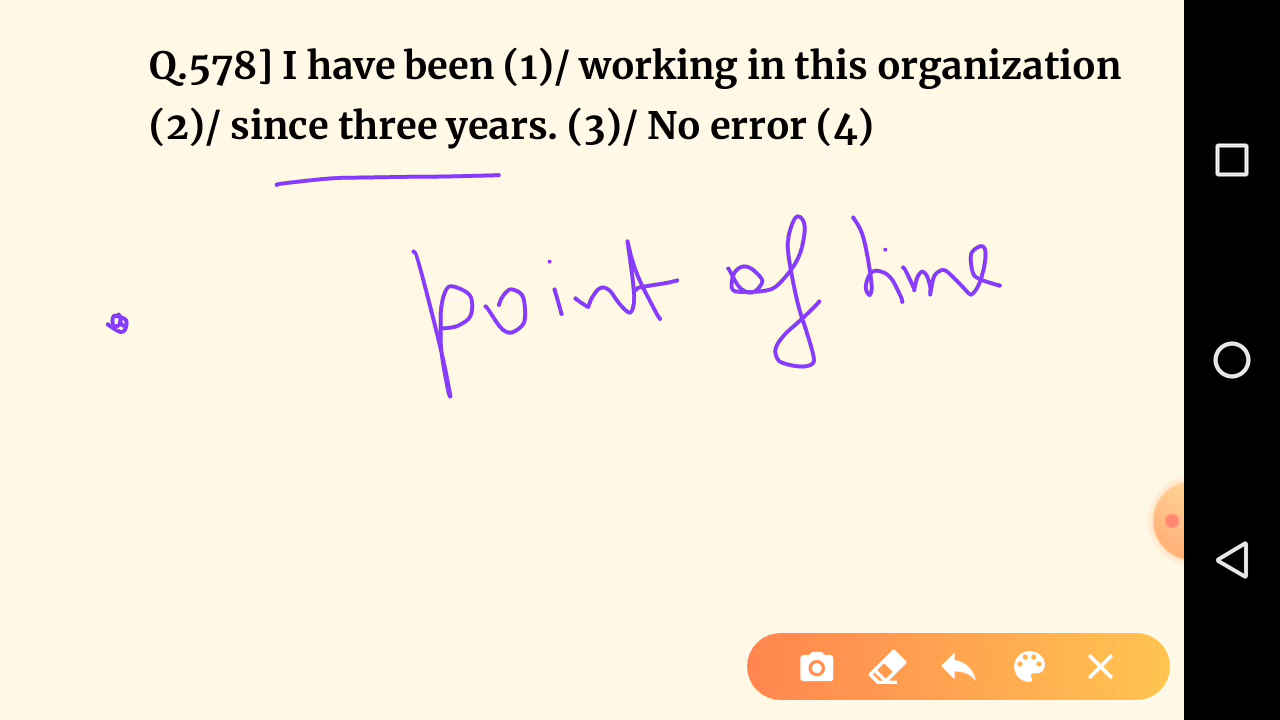 Q.578] I have been (1)/ working in this organization
(2)/ since three years. (3)/ No error (4)
point of time